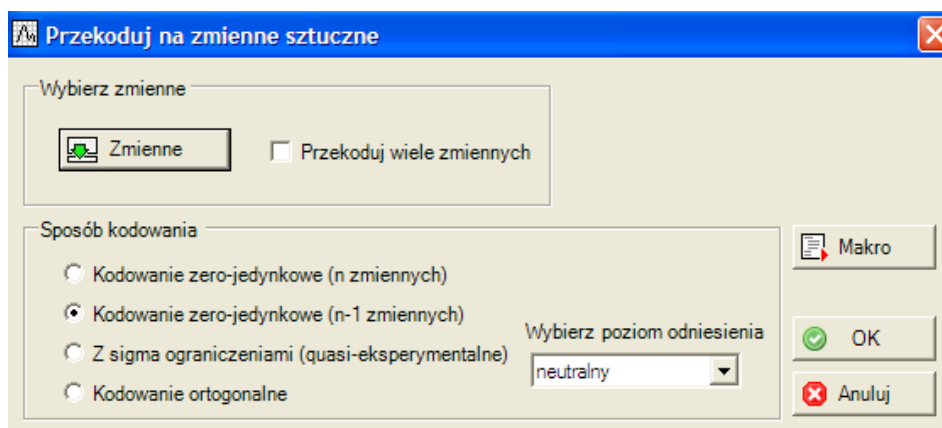 Przekoduj na zmienne sztuczne
Wybierz zmienne
Zmienne
Przekoduj wiele zmiennych
Sposób kodowania
Kodowanie zero-jedynkowe (n zmiennych)
Kodowanie zero-jedynkowe (n-1 zmiennych)
Z sigma ograniczeniami (quasi-eksperymentalne)
Kodowanie ortogonalne
Wybierz poziom odniesienia
neutralny
Makro
OK
Anuluj